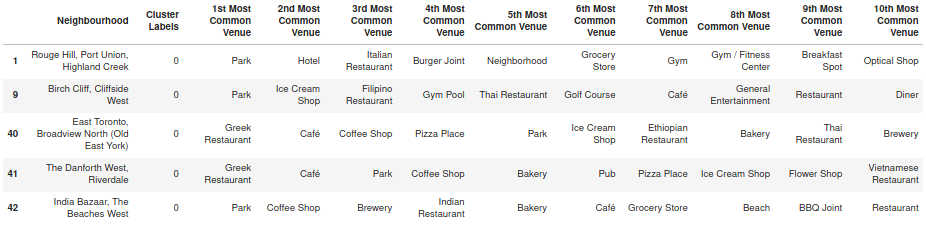 Neighbourhood Cluster Labels 1st Most Common Venue 2nd Most Common Venue 3rd Most Common Venue 4th Most Common Venue 5th Most Common Venue 6th Most Common Venue 7th Most Common Venue 8th Most Common Venue 9th Most Common Venue 10th Most Common Venue
1 Rouge Hill, Port Union, Highland Creek 0 Park Hotel Italian Restaurant Burger Joint Neighborhood Grocery Store Gym Gym / Fitness Center Breakfast Spot Optical Shop
9 Birch Cliff, Cliffside West 0 Park Ice Cream Shop Filipino Restaurant Gym Pool Thai Restaurant Golf Course Café General Entertainment Restaurant Diner
40 East Toronto, Broadview North (Old East York) 0 Greek Restaurant Café Coffee Shop Pizza Place Park Ice Cream Shop Ethiopian Restaurant Bakery Thai Restaurant Brewery
41 The Danforth West, Riverdale 0 Greek Restaurant Café Park Coffee Shop Bakery Pub Pizza Place Ice Cream Shop Flower Shop Vietnamese Restaurant
42 India Bazaar, The Beaches West 0 Park Coffee Shop Brewery Indian Restaurant Bakery Café Grocery Store Beach BBQ Joint Restaurant